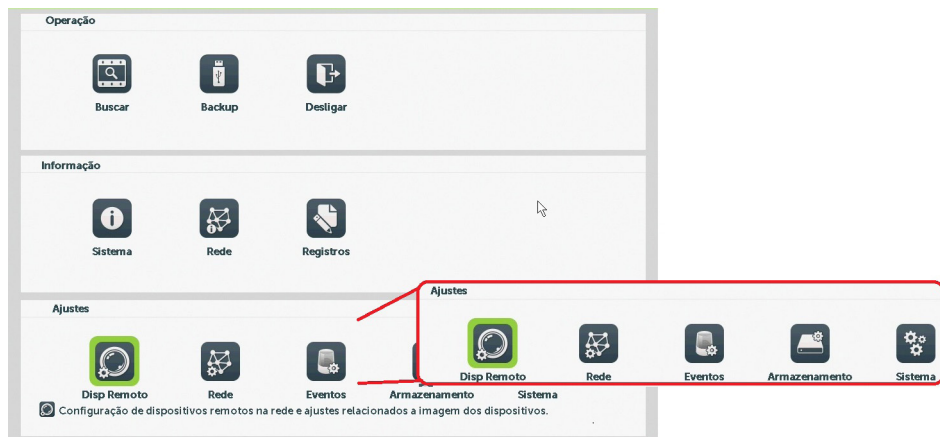 Operação
Buscar Backup Desligar
Informação
Sistema Rede Registros
Ajustes
Disp Remoto Rede Eventos Armazenamento Sistema
Configuração de dispositivos remotos na rede e ajustes relacionados a imagem dos dispositivos.
Ajustes
Disp Remoto Rede Eventos Armazenamento Sistema